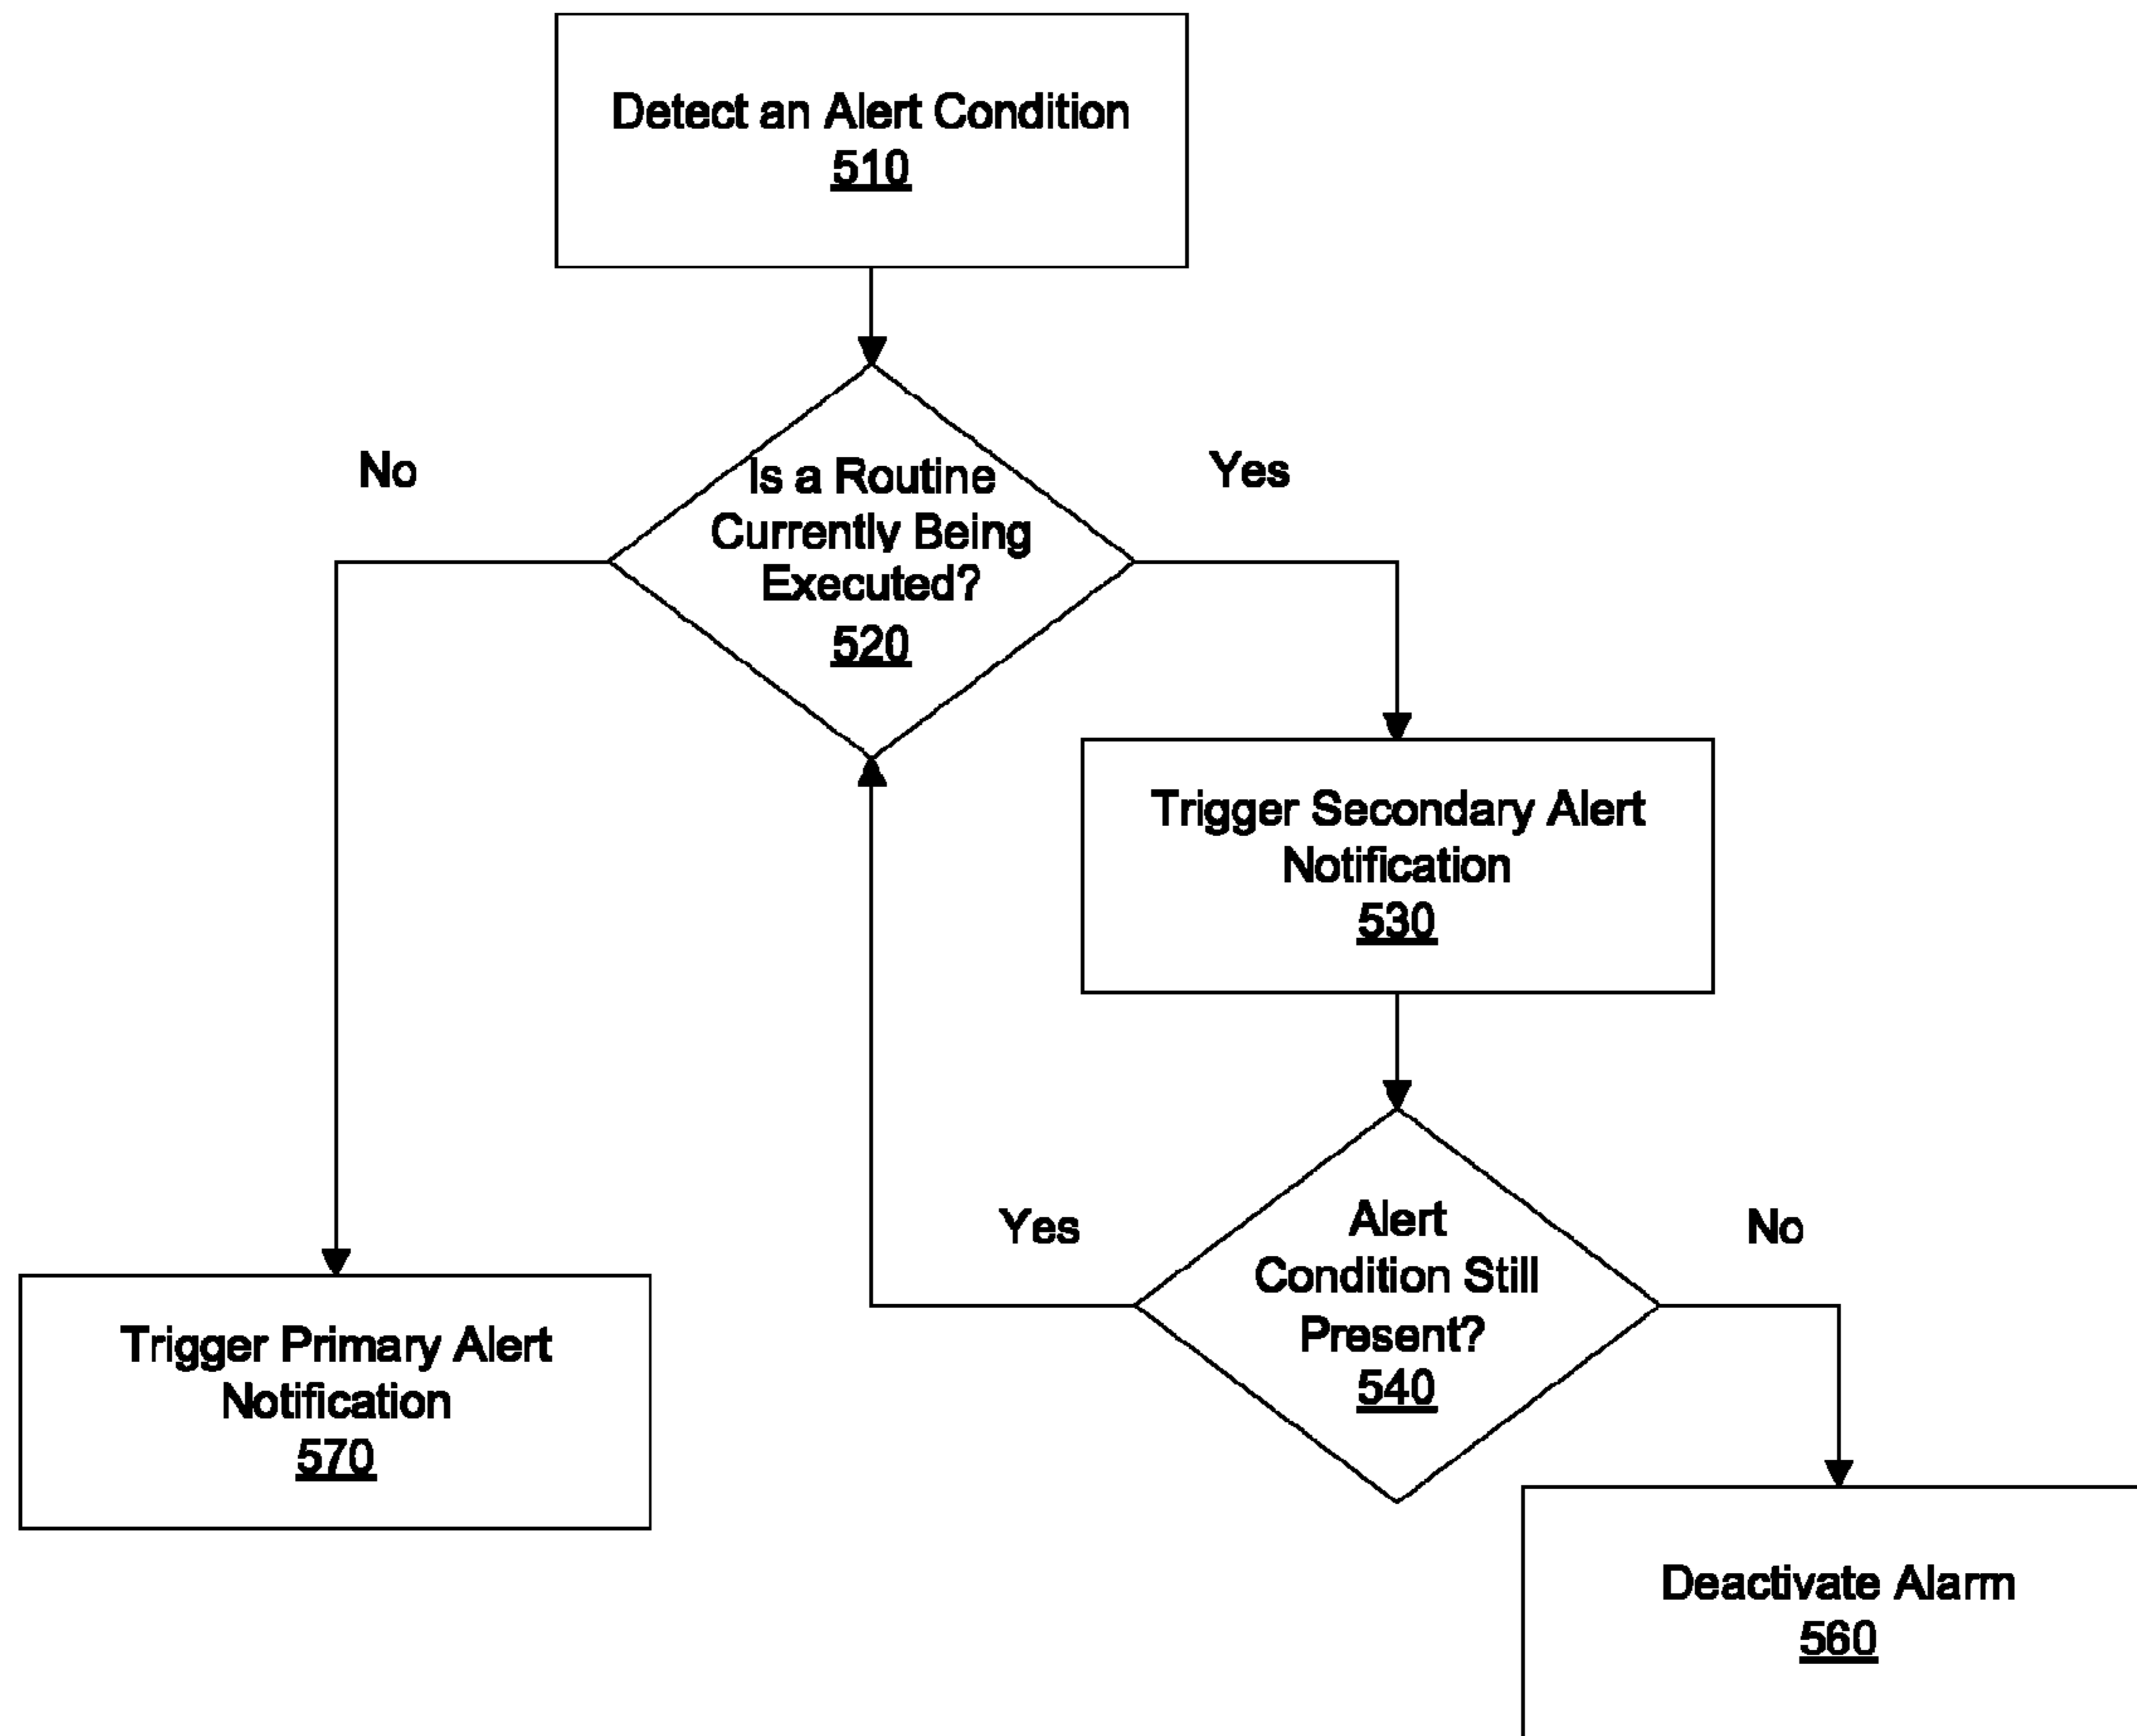 Detect an Alert Condition
510
No
Yes
Is a Routine
Currently Being
Executed?
520
Trigger Secondary Alert
Notification
530
Yes
No
Alert
Condition Still
Present?
540
Trigger Primary Alert
Notification
570
Deactivate Alarm
560